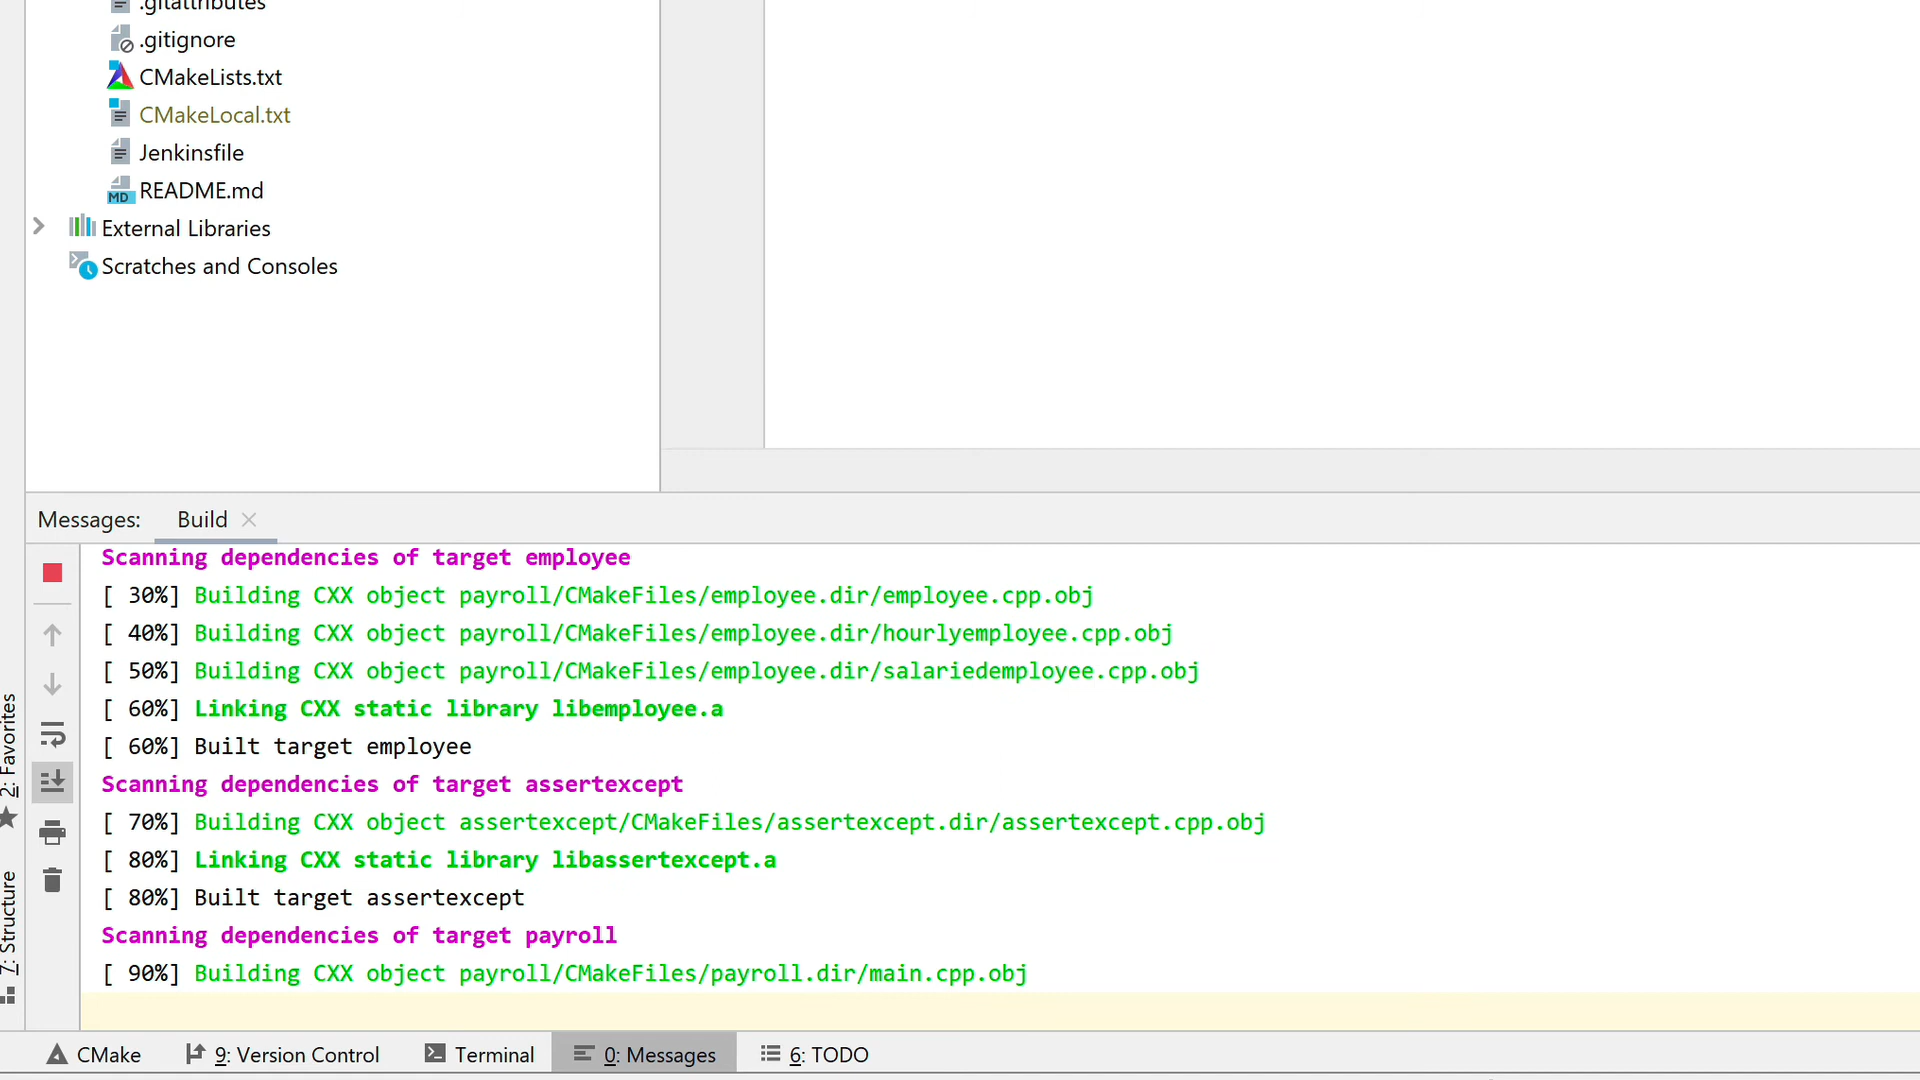 .gitattributes
.gitignore
CMakeLists.txt
CMakeLocal.txt
Jenkinsfile
MD README.md
External Libraries
Scratches and Consoles
Messages: Build
Scanning dependencies of target employee
[ 30%] Building CXX object payroll/CMakeFiles/employee.dir/employee.cpp.obj
[ 40%] Building CXX object payroll/CMakeFiles/employee.dir/hourlyemployee.cpp.obj
[ 50%] Building CXX object payroll/CMakeFiles/employee.dir/salariedemployee.cpp.obj
[ 60%] Linking CXX static library libemployee.a
[ 60%] Built target employee
Scanning dependencies of target assertexcept
[ 70%] Building CXX object assertexcept/CMakeFiles/assertexcept.dir/assertexcept.cpp.obj
[ 80%] Linking CXX static library libassertexcept.a
[ 80%] Built target assertexcept
Scanning dependencies of target payroll
[ 90%] Building CXX object payroll/CMakeFiles/payroll.dir/main.cpp.obj
2: Favorites
7: Structure
CMake 9: Version Control Terminal 0: Messages 6: TODO